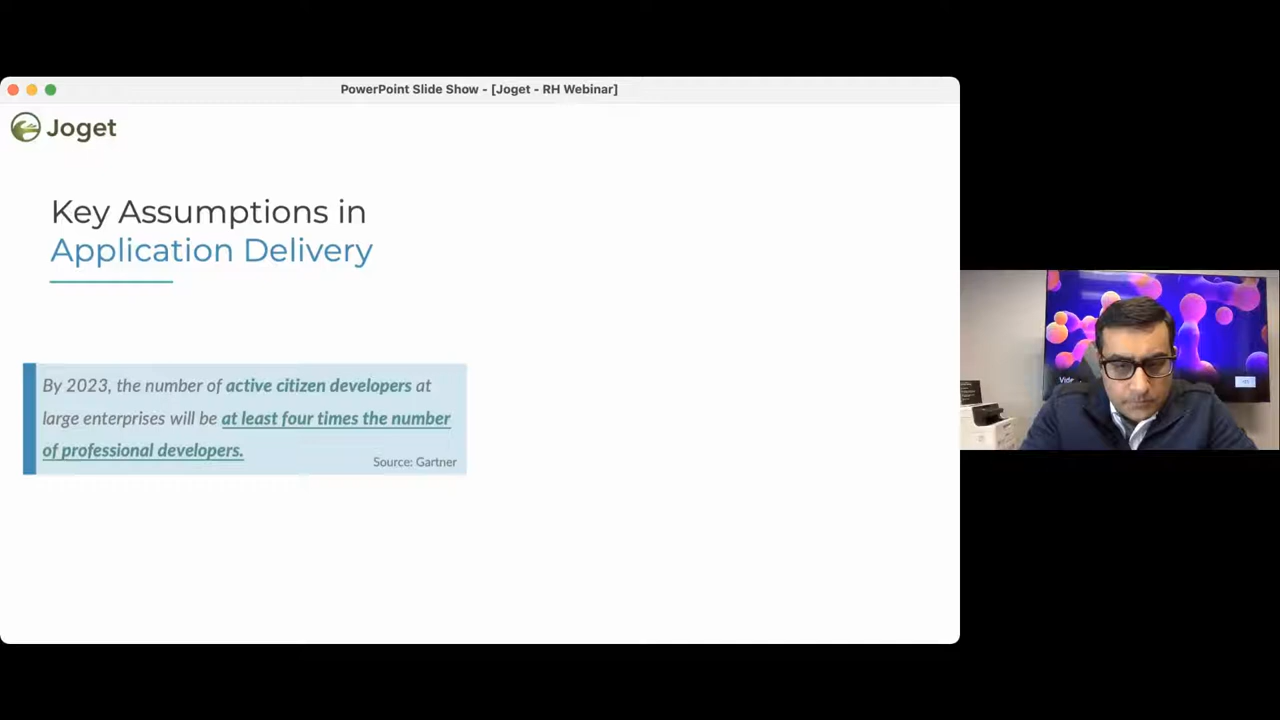 PowerPoint Slide Show - [Joget - RH Webinar]
Joget
Key Assumptions in
Application Delivery
By 2023, the number of active citizen developers at
large enterprises will be at least four times the number
of professional developers.
Source: Gartner